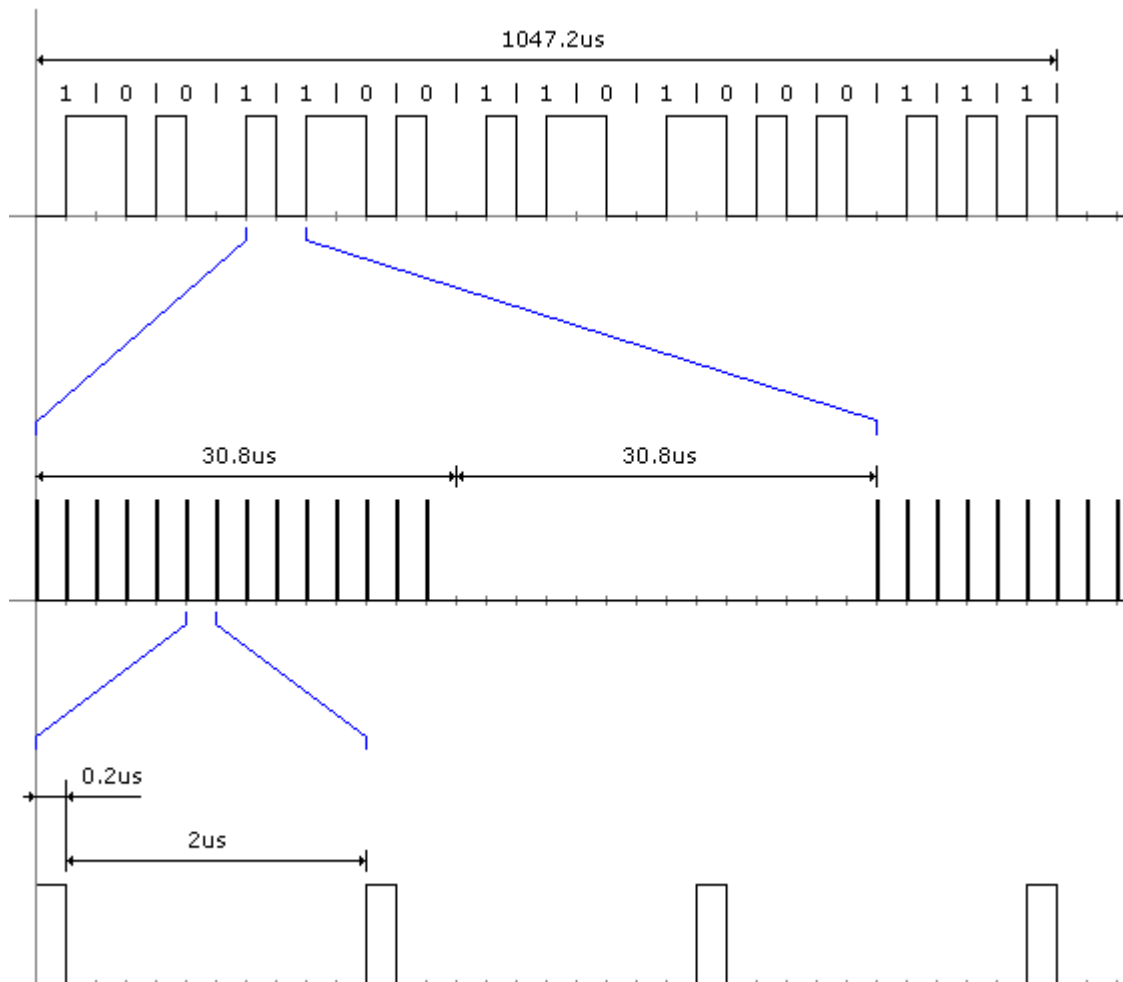 1047.2us
1 | 0 | 0 | 1 | 1 | 0 | 0 | 1 | 1 | 0 | 1 | 0 | 0 | 0 | 1 | 1 | 1 |
30.8us 30.8us
0.2us
2us